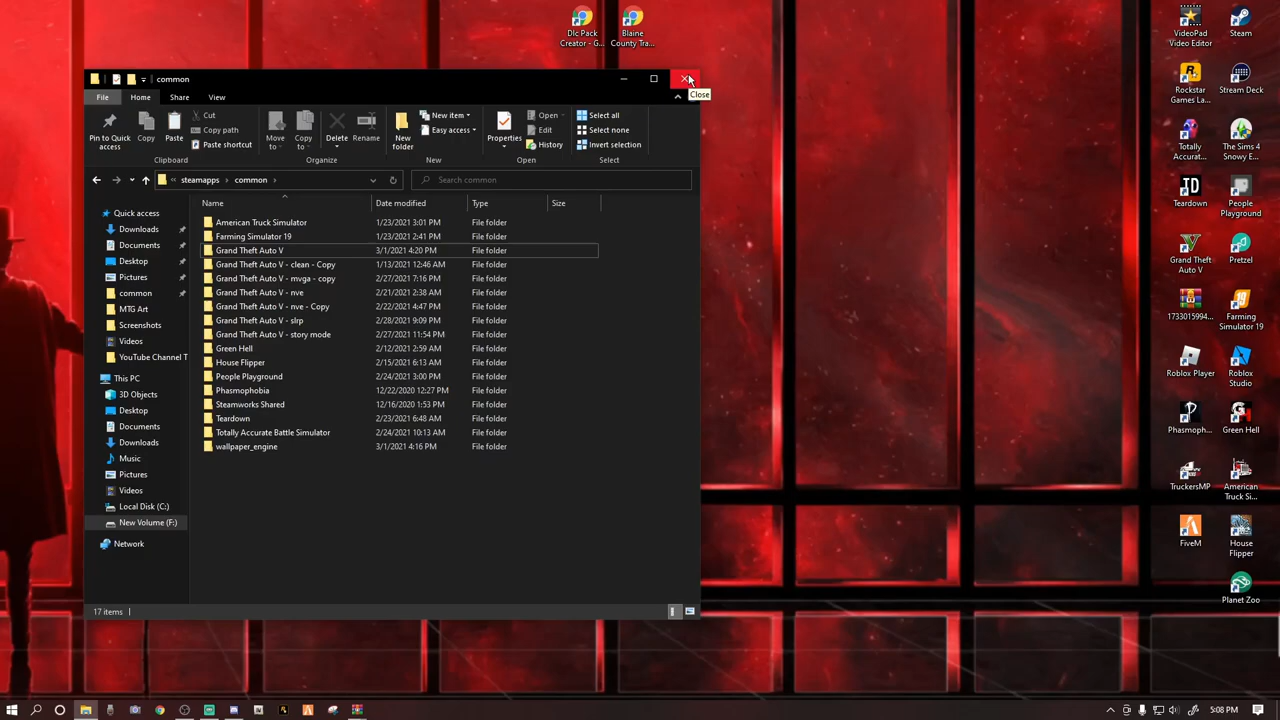 Dlc Pack
Creator - G...
Blaine
County Tra...
VideoPad
Video Editor
Steam
common
Close
File
Home
Share
View
Rockstar
Games La...
Stream Deck
Pin to Quick
access
Copy
Paste
Cut
Copy path
Paste shortcut
Clipboard
Move
to
Copy
to
Delete
Rename
Organize
New
folder
New item
Easy access
New
Properties
Open
Edit
History
Open
Select all
Select none
Invert selection
Select
Totally
Accurat...
The Sims 4
Snowy E...
« steamapps › common ›
Search common
Teardown
People
Playground
Name
Date modified
Type
Size
Quick access
Downloads
Documents
Desktop
Pictures
common
MTG Art
Screenshots
Videos
YouTube Channel T
This PC
3D Objects
Desktop
Documents
Downloads
Music
Pictures
Videos
Local Disk (C:)
New Volume (F:)
Network
American Truck Simulator 1/23/2021 3:01 PM File folder
Farming Simulator 19 1/23/2021 2:41 PM File folder
Grand Theft Auto V 3/1/2021 4:20 PM File folder
Grand Theft Auto V - clean - Copy 1/13/2021 12:46 AM File folder
Grand Theft Auto V - mvga - copy 2/27/2021 7:16 PM File folder
Grand Theft Auto V - nve 2/21/2021 2:38 AM File folder
Grand Theft Auto V - nve - Copy 2/22/2021 4:47 PM File folder
Grand Theft Auto V - slrp 2/28/2021 9:09 PM File folder
Grand Theft Auto V - story mode 2/27/2021 11:54 PM File folder
Green Hell 2/12/2021 2:59 AM File folder
House Flipper 2/15/2021 6:13 AM File folder
People Playground 2/24/2021 3:00 PM File folder
Phasmophobia 12/22/2020 12:27 PM File folder
Steamworks Shared 12/16/2020 1:53 PM File folder
Teardown 2/23/2021 6:48 AM File folder
Totally Accurate Battle Simulator 2/24/2021 10:13 AM File folder
wallpaper_engine 3/1/2021 4:16 PM File folder
Grand Theft
Auto V
Pretzel
1733015994...
Farming
Simulator 19
Roblox Player
Roblox
Studio
Phasmoph...
Green Hell
TruckersMP
American
Truck Si...
FiveM
House
Flipper
Planet Zoo
17 items
5:08 PM